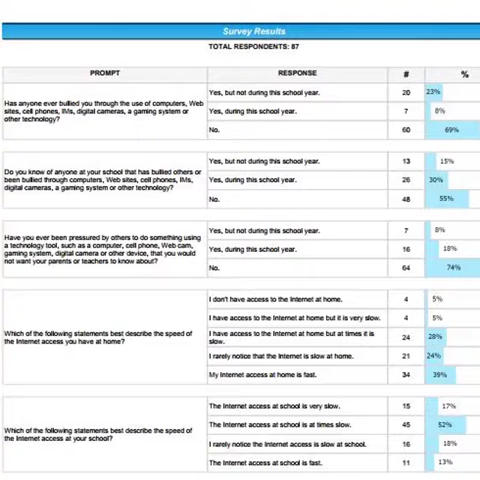 Survey Results
TOTAL RESPONDENTS: 87
PROMPT RESPONSE # %
Has anyone ever bullied you through the use of computers, Web
sites, cell phones, IMs, digital cameras, a gaming system or
other technology?
Yes, but not during this school year. 20 23%
Yes, during this school year. 7 8%
No. 60 69%
Do you know of anyone at your school that has bullied others or
been bullied through computers, Web sites, cell phones, IMs,
digital cameras, a gaming system or other technology?
Yes, but not during this school year. 13 15%
Yes, during this school year. 26 30%
No. 48 55%
Have you ever been pressured by others to do something using
a technology tool, such as a computer, cell phone, Web cam,
gaming system, digital camera or other device, that you would
not want your parents or teachers to know about?
Yes, but not during this school year. 7 8%
Yes, during this school year. 16 18%
No. 64 74%
Which of the following statements best describe the speed of
the Internet access you have at home?
I don't have access to the Internet at home. 4 5%
I have access to the Internet at home but it is very slow. 4 5%
I have access to the Internet at home but at times it is
slow. 24 28%
I rarely notice that the Internet is slow at home. 21 24%
My Internet access at home is fast. 34 39%
Which of the following statements best describe the speed of
the Internet access at your school?
The Internet access at school is very slow. 15 17%
The Internet access at school is at times slow. 45 52%
I rarely notice the Internet access is slow at school. 16 18%
The Internet access at school is fast. 11 13%